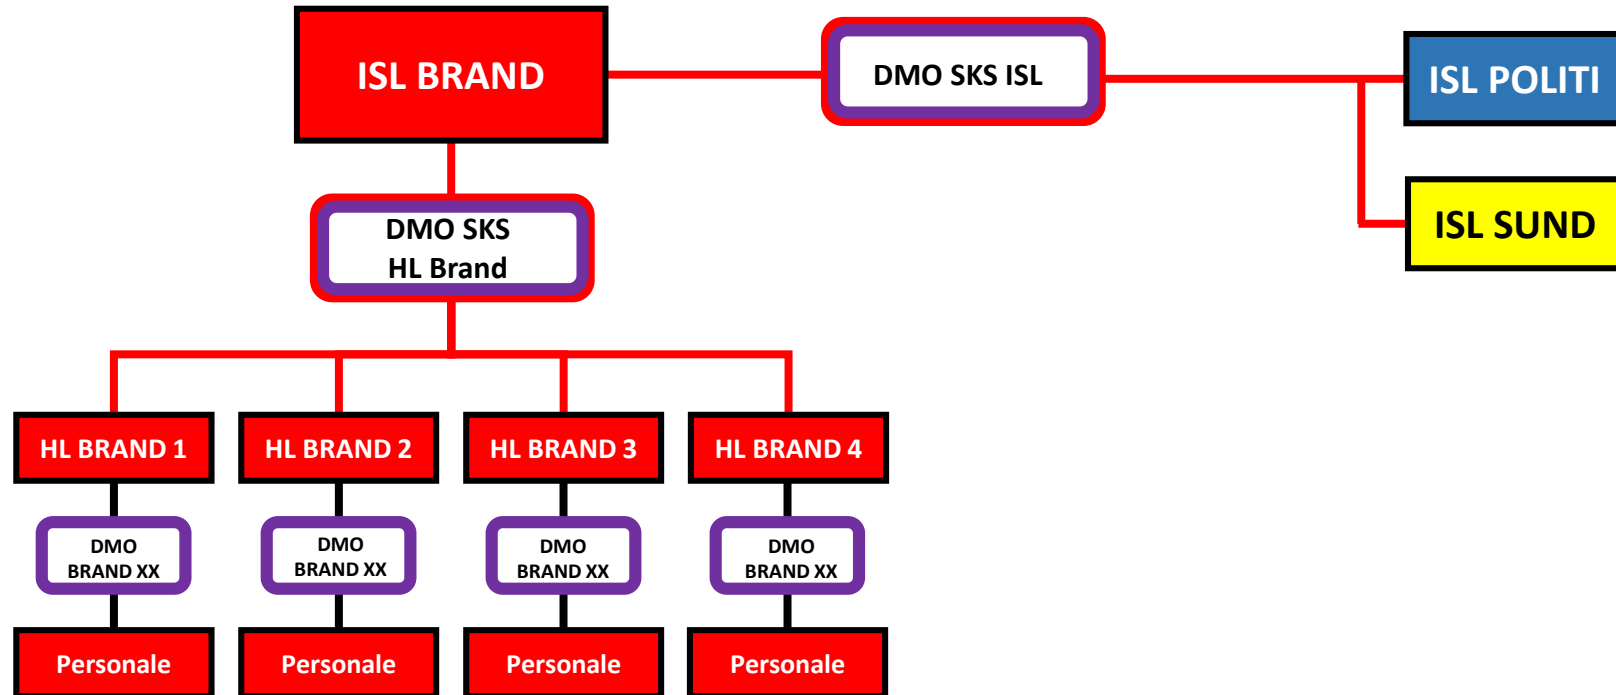 ISL BRAND
DMO SKS ISL
ISL POLITI
ISL SUND
DMO SKS
HL Brand
HL BRAND 1
HL BRAND 2
HL BRAND 3
HL BRAND 4
DMO
BRAND XX
DMO
BRAND XX
DMO
BRAND XX
DMO
BRAND XX
Personale
Personale
Personale
Personale